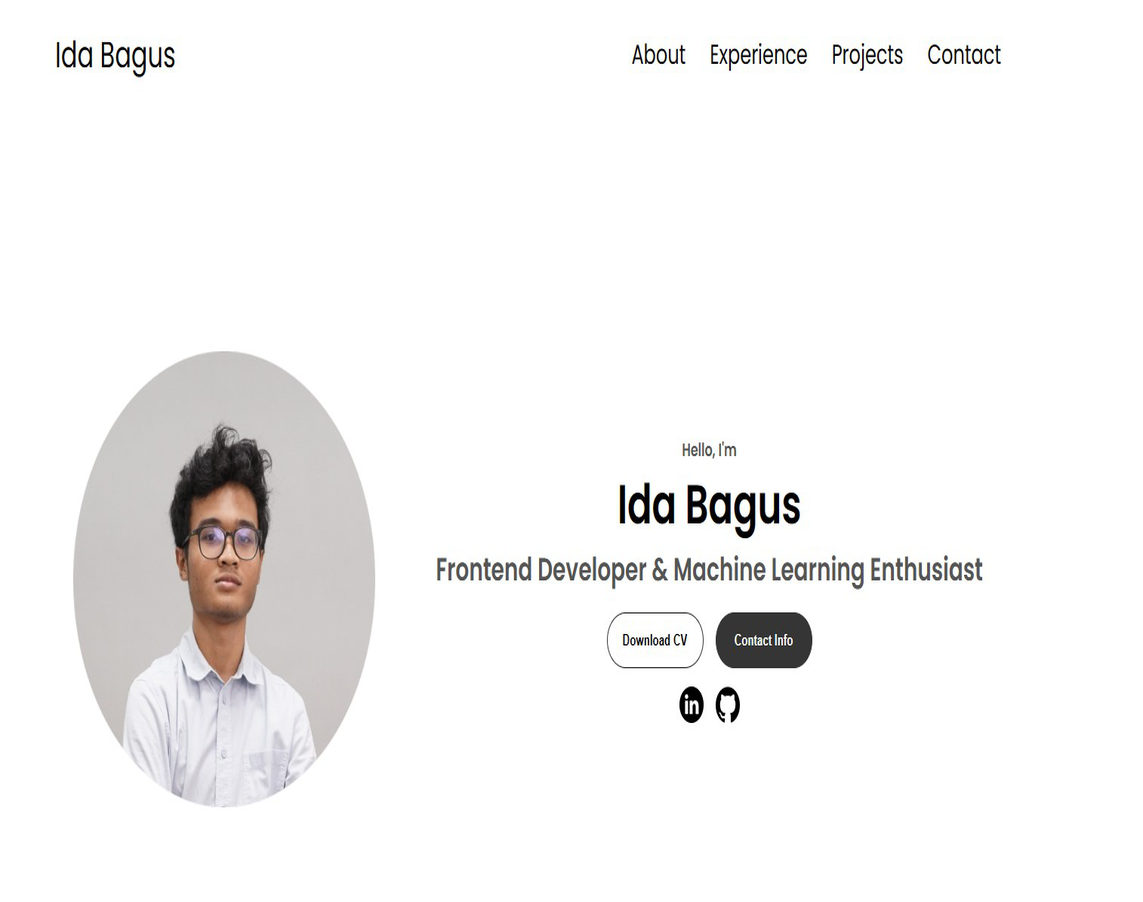 Ida Bagus
About Experience Projects Contact
Hello, I'm
Ida Bagus
Frontend Developer & Machine Learning Enthusiast
Download CV
Contact Info
in